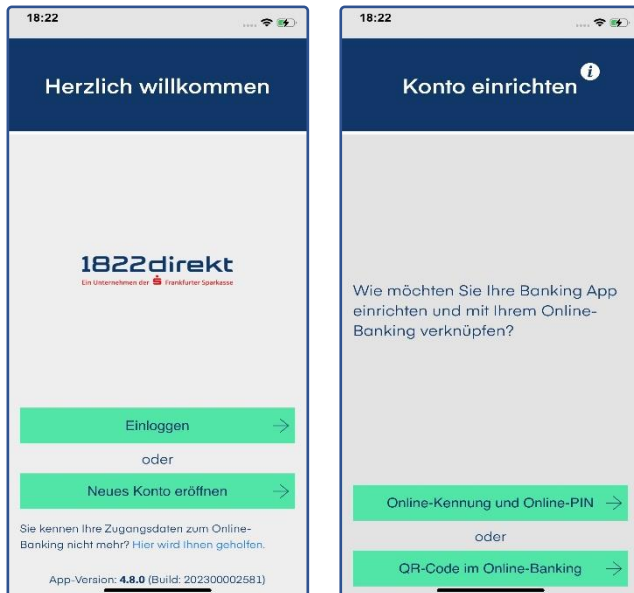 18:22
Herzlich willkommen
1822direkt
Ein Unternehmen der Frankfurter Sparkasse
Einloggen
oder
Neues Konto eröffnen
Sie kennen Ihre Zugangsdaten zum Online-
Banking nicht mehr? Hier wird Ihnen geholfen.
App-Version: 4.8.0 (Build: 202300002581)
18:22
Konto einrichten
i
Wie möchten Sie Ihre Banking App
einrichten und mit Ihrem Online-
Banking verknüpfen?
Online-Kennung und Online-PIN
oder
QR-Code im Online-Banking